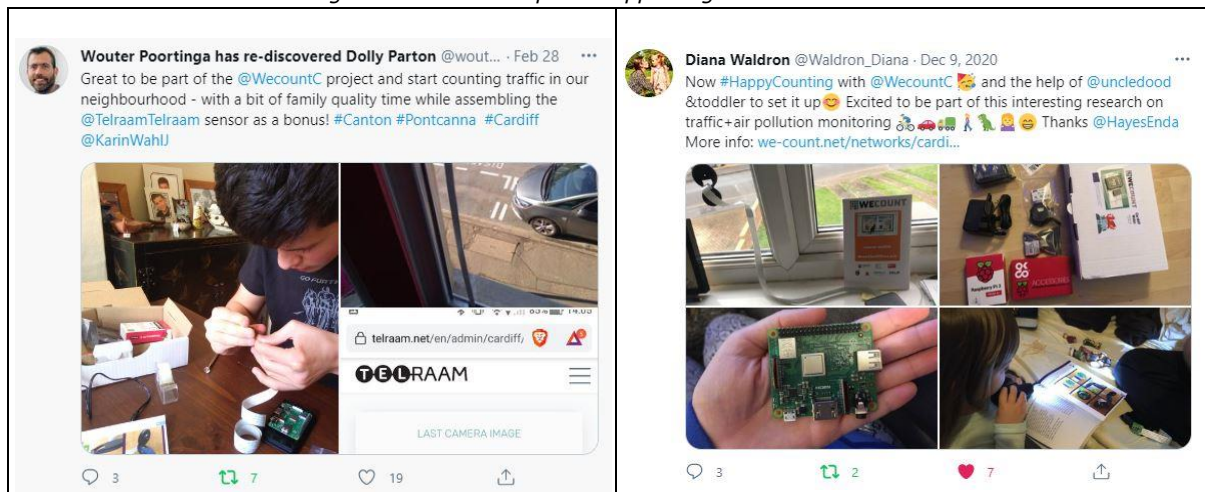 Wouter Poortinga has re-discovered Dolly Parton @wout... · Feb 28
Great to be part of the @WecountC project and start counting traffic in our
neighbourhood - with a bit of family quality time while assembling the
@TelraamTelraam sensor as a bonus! #Canton #Pontcanna #Cardiff
@KarinWahlJ
85% 14:05
telraam.net/en/admin/cardiff/
TELRAAM
LAST CAMERA IMAGE
3 7 19
Diana Waldron @Waldron_Diana · Dec 9, 2020
Now #HappyCounting with @WecountC 🥳 and the help of @uncledood
&toddler to set it up😊 Excited to be part of this interesting research on
traffic+air pollution monitoring 🚴🚗🚛🚶🦖🙎😁 Thanks @HayesEnda
More info: we-count.net/networks/cardi...
WECOUNT
Raspberry Pi 3
ACCESSORIES
3 2 7